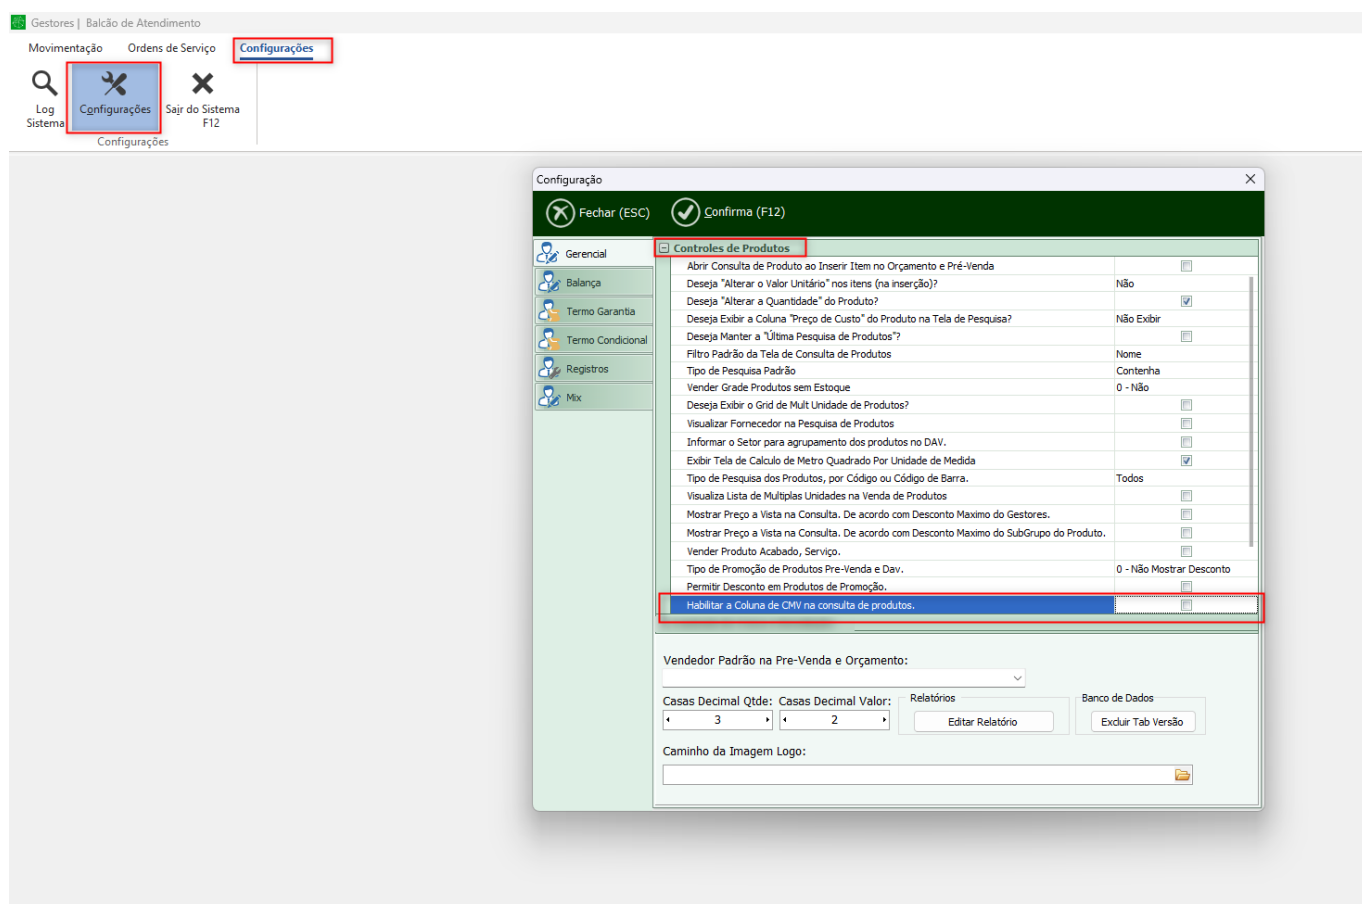 Gestores | Balcão de Atendimento
Movimentação Ordens de Serviço Configurações
Log Sistema
Configurações
Sair do Sistema F12
Configurações
Configuração
Fechar (ESC) Confirma (F12)
Gerencial
Balança
Termo Garantia
Termo Condicional
Registros
Mix
Controles de Produtos
Abrir Consulta de Produto ao Inserir Item no Orçamento e Pré-Venda
Deseja "Alterar o Valor Unitário" nos itens (na inserção)? Não
Deseja "Alterar a Quantidade" do Produto?
Deseja Exibir a Coluna "Preço de Custo" do Produto na Tela de Pesquisa? Não Exibir
Deseja Manter a "Última Pesquisa de Produtos"?
Filtro Padrão da Tela de Consulta de Produtos Nome
Tipo de Pesquisa Padrão Contenha
Vender Grade Produtos sem Estoque 0 - Não
Deseja Exibir o Grid de Mult Unidade de Produtos?
Visualizar Fornecedor na Pesquisa de Produtos
Informar o Setor para agrupamento dos produtos no DAV.
Exibir Tela de Calculo de Metro Quadrado Por Unidade de Medida
Tipo de Pesquisa dos Produtos, por Código ou Código de Barra. Todos
Visualiza Lista de Multiplas Unidades na Venda de Produtos
Mostrar Preço a Vista na Consulta. De acordo com Desconto Maximo do Gestores.
Mostrar Preço a Vista na Consulta. De acordo com Desconto Maximo do SubGrupo do Produto.
Vender Produto Acabado, Serviço.
Tipo de Promoção de Produtos Pre-Venda e Dav. 0 - Não Mostrar Desconto
Permitir Desconto em Produtos de Promoção.
Habilitar a Coluna de CMV na consulta de produtos.
Vendedor Padrão na Pre-Venda e Orçamento:
Casas Decimal Qtde: Casas Decimal Valor: Relatórios Banco de Dados
3 2 Editar Relatório Excluir Tab Versão
Caminho da Imagem Logo: